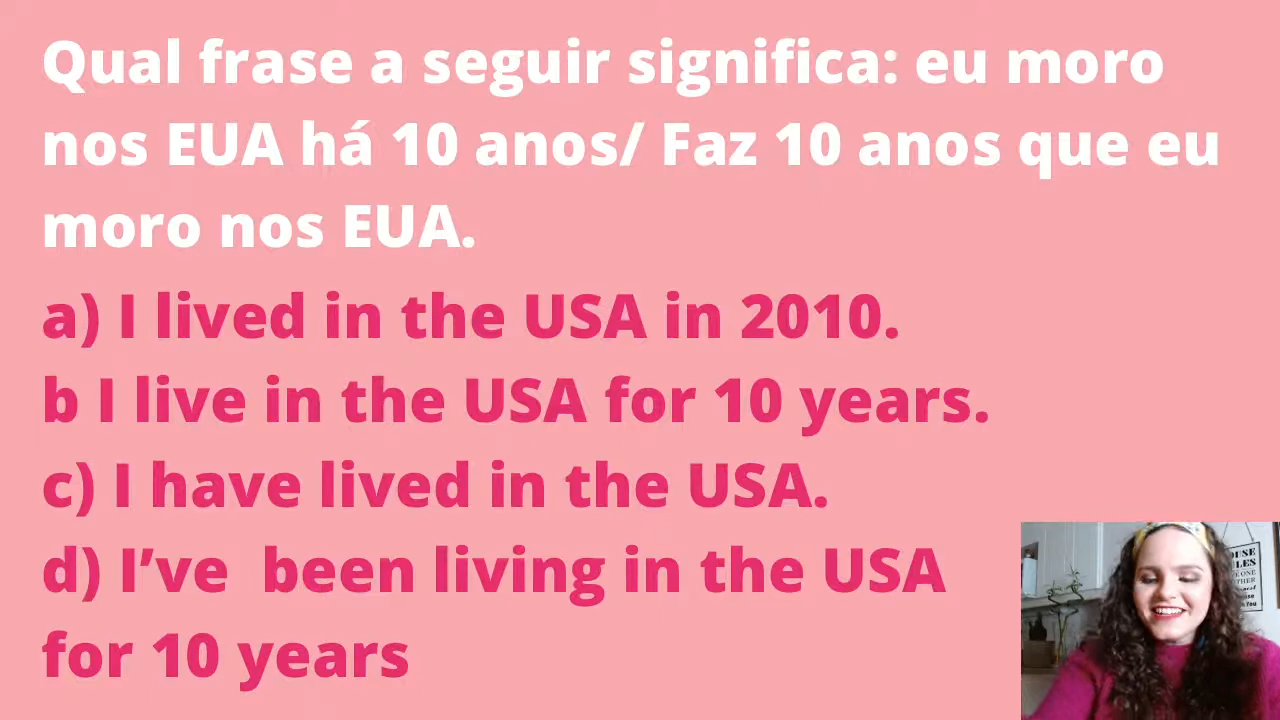 Qual frase a seguir significa: eu moro
nos EUA há 10 anos/ Faz 10 anos que eu
moro nos EUA.
a) I lived in the USA in 2010.
b I live in the USA for 10 years.
c) I have lived in the USA.
d) I’ve  been living in the USA
for 10 years